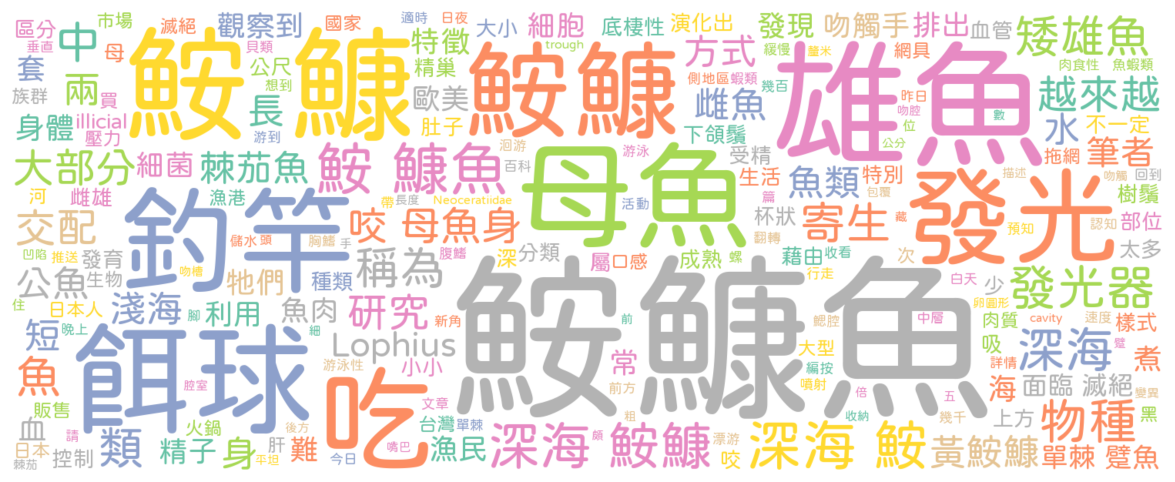 區分 市場 滅絕 觀察到 國家 適時 日夜 大小 細胞 底棲性 演化出 發現 吻觸手 排出 血管 矮雄魚
垂直 母 中 貝類 想到 特徵 trough 方式 緩慢 釐米 網具 肉食性 魚蝦類
套 鮟 鱇 公尺 精巢 鮟鱇 側地區 蝦類 幾百 雄魚 昨日 越來越
族群 兩 買 長 歐美 雌魚 吻腔 數 位 水 不一定
身體 illicial 壓力 游到 肚子 下頜鬚 公分 拖網 筆者
大部分 細菌 棘茄魚 鮟 鱇魚 洄游 百科 母魚 游泳 受精 生活 魚類 特別 描述 吻觸 回到
河 雌雄 漁港 釣竿 帶 長度 Neoceratiidae 活動 篇 包覆 藏 發光 樹鬚
交配 儲水 頭 胸鰭 手 咬 母魚身 杯狀 寄生 預知 認知 部位
凹陷 推送 發育 吻槽 牠們 稱為 腹鰭 深 分類 翻轉 屬 口感 成熟 螺 藉由 收看 次 行走 太多
公魚 生物 種類 鮟鱇魚 白天 少 發光器
住 日本人 淺海 腳 利用 魚肉 研究 新角 細 前 鰓腔 中層 卵圓形 肉質 cavity 速度 樣式
短 晚上 餌球 游泳性 Lophius 小小 常 大型 編按 吸 深海 躄 詳情 煮
魚 腔室 吃 前方 噴射 倍 五 海 面臨 滅絕 變異
販售 火鍋 後方 文章 台灣 單棘 粗 收納 幾千 上方 物種 黑
血 請 精子 身 肝 難 嘴巴 漁民 深海 鮟鱇 頗 漂游 深海 鮟 黃鮟鱇 單棘 躄魚
日本 棘茄 控制 類 平坦 今日 咬